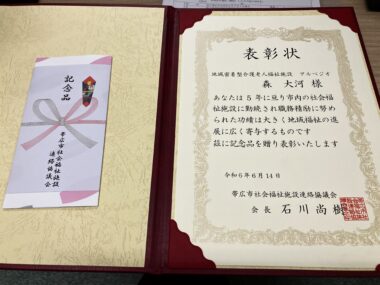 記念品
帯広市社会福祉施設
連絡協議会
表彰状
地域密着型介護老人福祉施設 アルペジオ
森 大河 様
あなたは5年に亘り市内の社会福
祉施設に勤続され職務精励に努め
られた功績は大きく地域福祉の進
展に広く寄与するものです
茲に記念品を贈り表彰いたします
令和6年6月14日
帯広市社会福祉施設連絡協議会
会長 石川尚樹